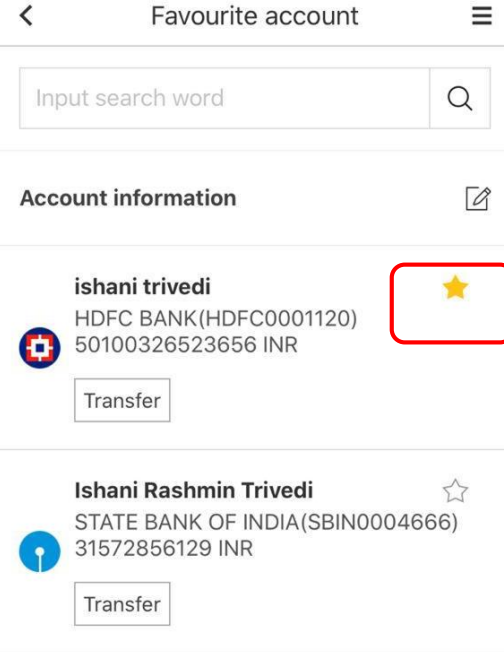 Favourite account
Input search word
Account information
ishani trivedi
HDFC BANK(HDFC0001120)
50100326523656 INR
Transfer
Ishani Rashmin Trivedi
STATE BANK OF INDIA(SBIN0004666)
31572856129 INR
Transfer